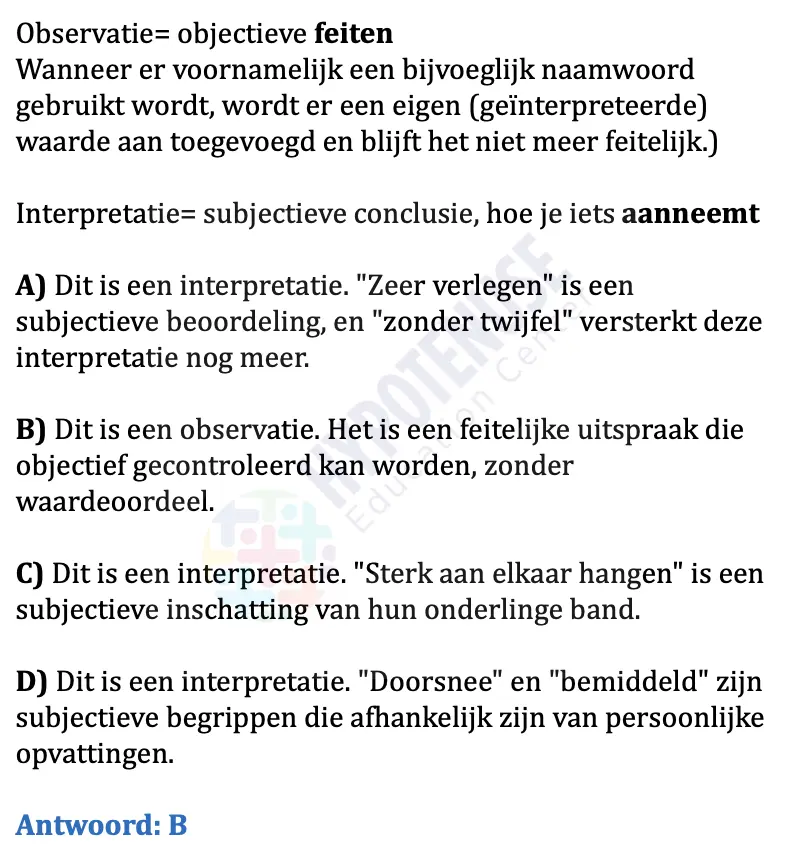 Observatie= objectieve feiten
Wanneer er voornamelijk een bijvoeglijk naamwoord
gebruikt wordt, wordt er een eigen (geïnterpreteerde)
waarde aan toegevoegd en blijft het niet meer feitelijk.)
Interpretatie= subjectieve conclusie, hoe je iets aanneemt
A) Dit is een interpretatie. "Zeer verlegen" is een
subjectieve beoordeling, en "zonder twijfel" versterkt deze
interpretatie nog meer.
B) Dit is een observatie. Het is een feitelijke uitspraak die
objectief gecontroleerd kan worden, zonder
waardeoordeel.
C) Dit is een interpretatie. "Sterk aan elkaar hangen" is een
subjectieve inschatting van hun onderlinge band.
D) Dit is een interpretatie. "Doorsnee" en "bemiddeld" zijn
subjectieve begrippen die afhankelijk zijn van persoonlijke
opvattingen.
Antwoord: B
HYPOTENUSE
Education Center